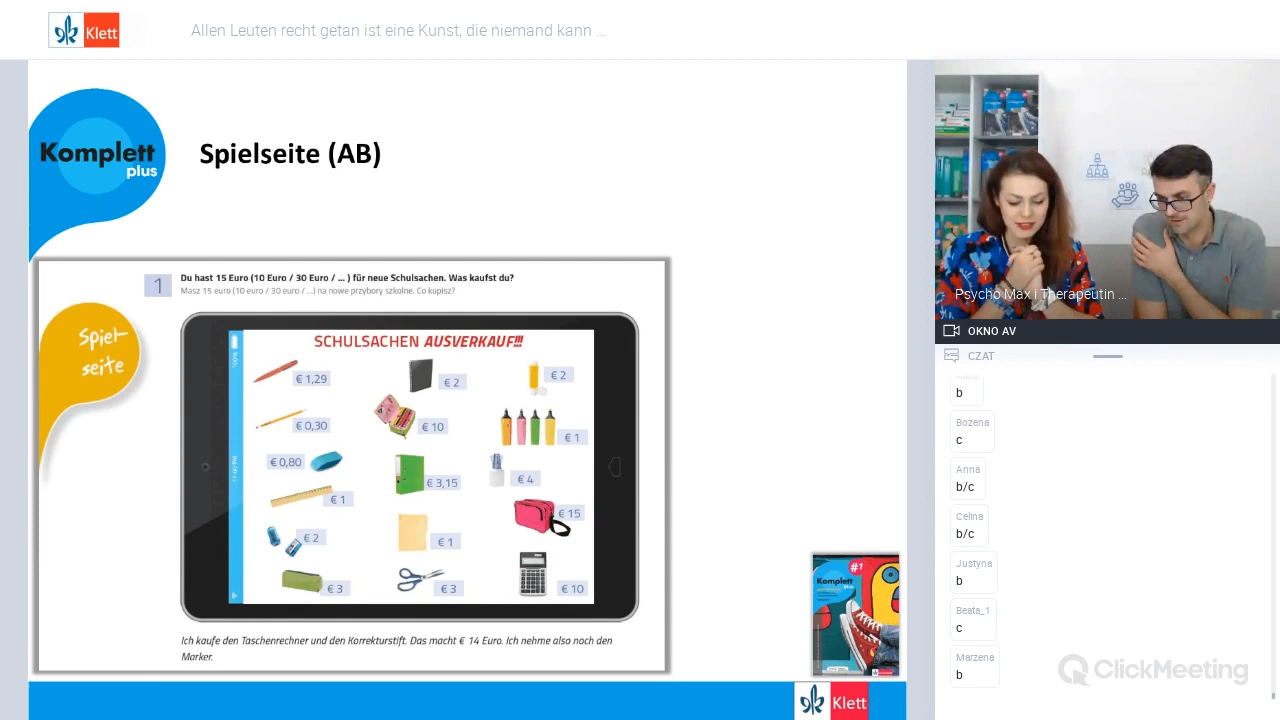 Klett
Allen Leuten recht getan ist eine Kunst, die niemand kann ...
Komplett
plus
Spielseite (AB)
1
Du hast 15 Euro (10 Euro / 30 Euro / ... ) für neue Schulsachen. Was kaufst du?
Masz 15 euro (10 euro / 30 euro / ...) na nowe przybory szkolne. Co kupisz?
Spiel-
seite
100%
SCHULSACHEN AUSVERKAUF!!!
€ 1,29
€ 2
€ 2
€ 0,30
€ 10
€ 1
€ 0,80
€ 3,15
€ 4
€ 1
€ 15
€ 2
€ 1
€ 3
€ 3
€ 10
Ich kaufe den Taschenrechner und den Korrekturstift. Das macht € 14 Euro. Ich nehme also noch den
Marker.
#1
Komplett
plus
Klett
Psycho Max i Therapeutin ...
OKNO AV
CZAT
b
Bozena
c
Anna
b/c
Celina
b/c
Justyna
b
Beata_1
c
Marzena
b
ClickMeeting